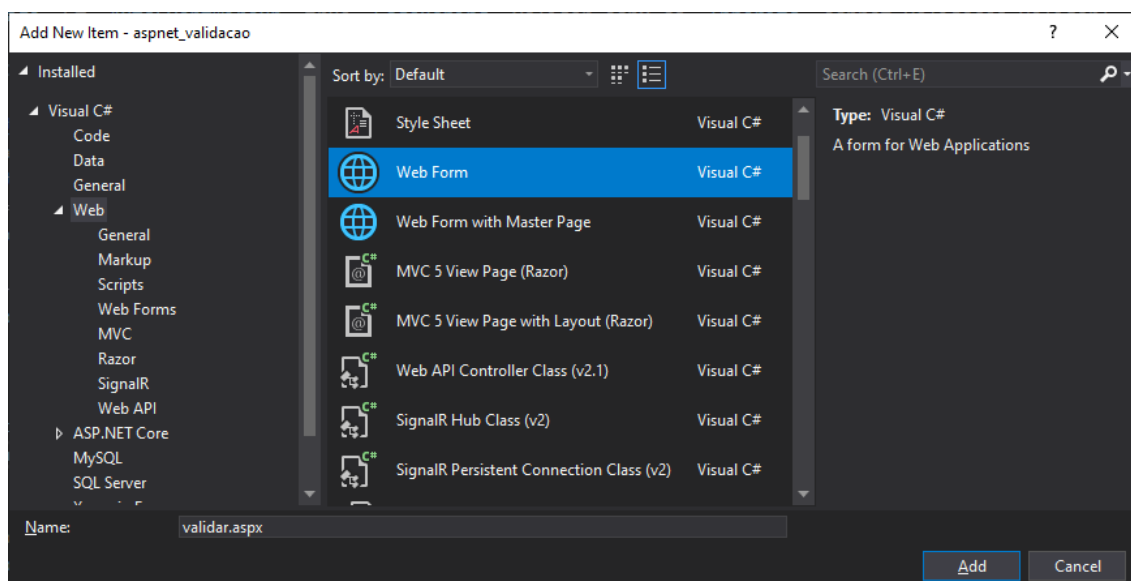 Add New Item - aspnet_validacao
?
Installed
Visual C#
Code
Data
General
Web
General
Markup
Scripts
Web Forms
MVC
Razor
SignalR
Web API
ASP.NET Core
MySQL
SQL Server
Sort by: Default
Style Sheet Visual C#
Web Form Visual C#
Web Form with Master Page Visual C#
MVC 5 View Page (Razor) Visual C#
MVC 5 View Page with Layout (Razor) Visual C#
Web API Controller Class (v2.1) Visual C#
SignalR Hub Class (v2) Visual C#
SignalR Persistent Connection Class (v2) Visual C#
Search (Ctrl+E)
Type: Visual C#
A form for Web Applications
Name: validar.aspx
Add Cancel